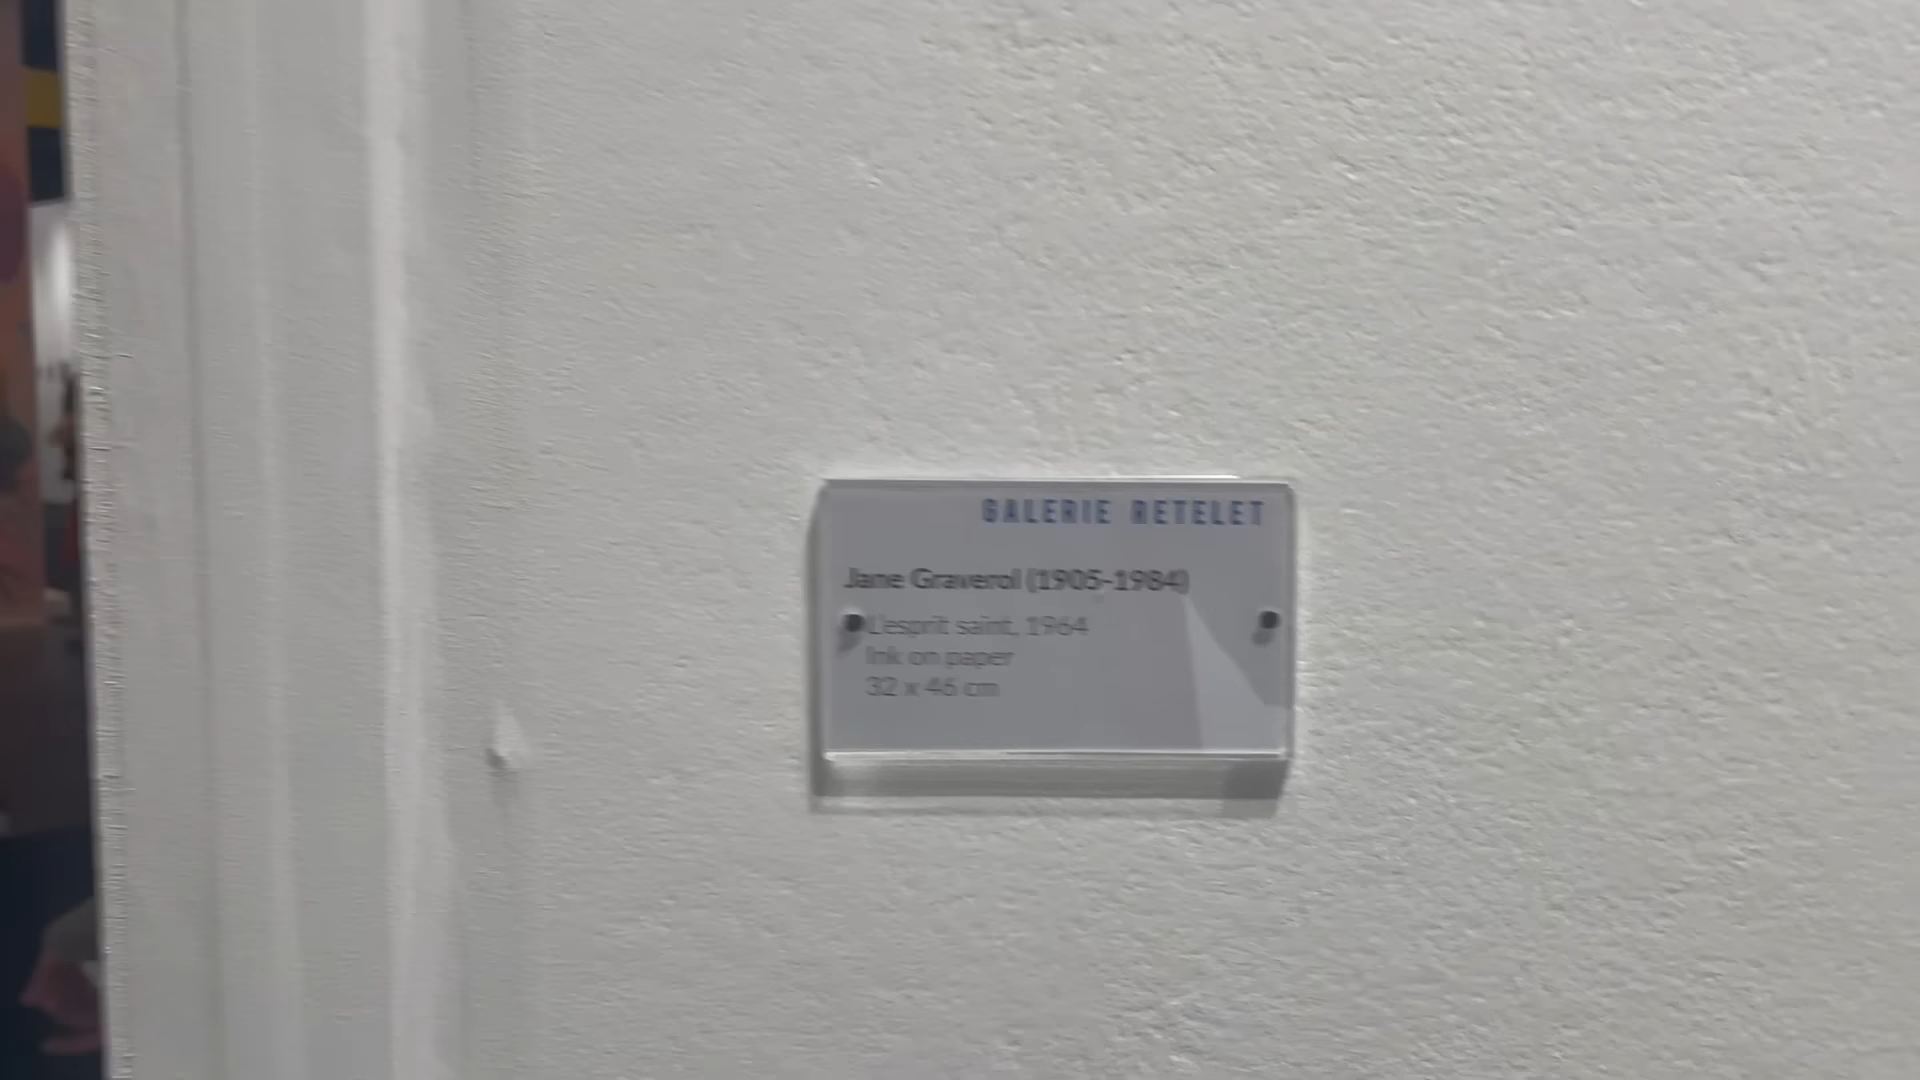 GALERIE RETELET
Jane Graverol (1905-1984)
L'esprit saint, 1964
Ink on paper
32 x 46 cm